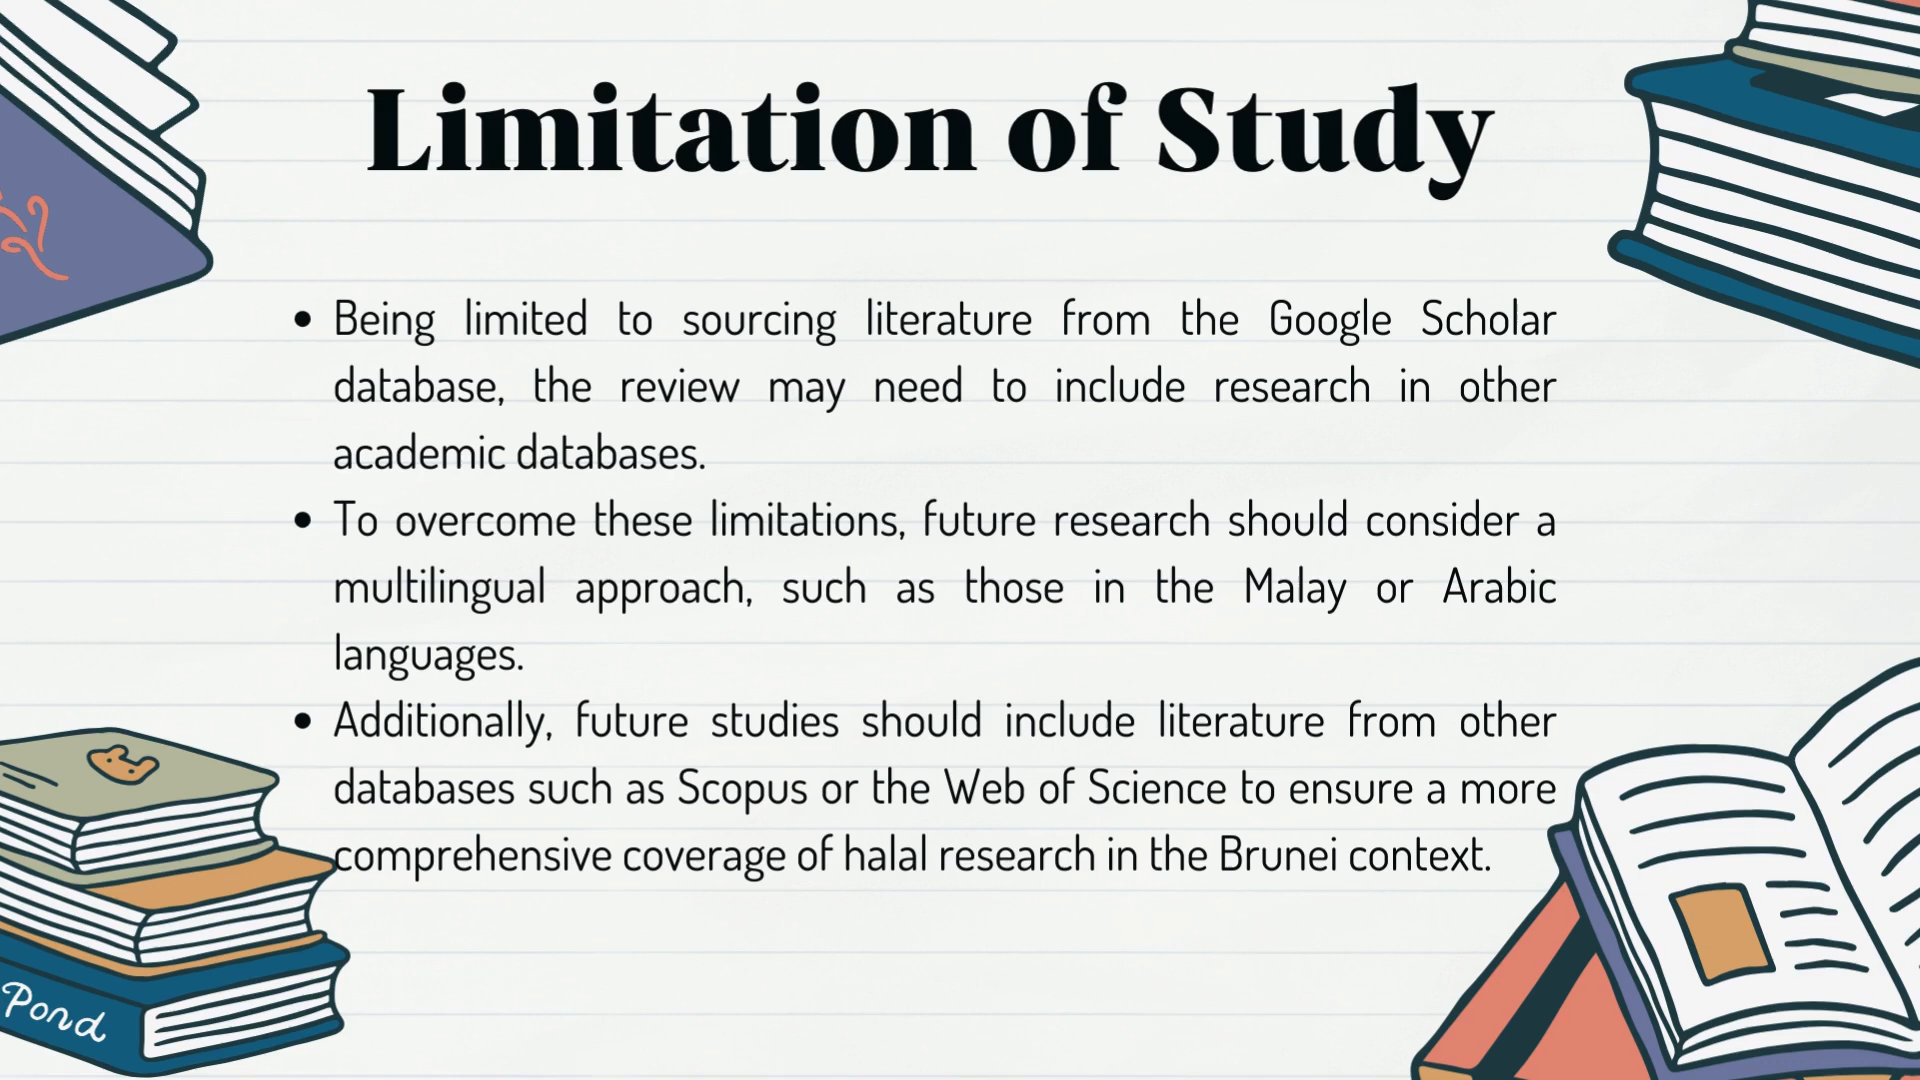 Limitation of Study
• Being limited to sourcing literature from the Google Scholar
database, the review may need to include research in other
academic databases.
• To overcome these limitations, future research should consider a
multilingual approach, such as those in the Malay or Arabic
languages.
• Additionally, future studies should include literature from other
databases such as Scopus or the Web of Science to ensure a more
comprehensive coverage of halal research in the Brunei context.
Pond